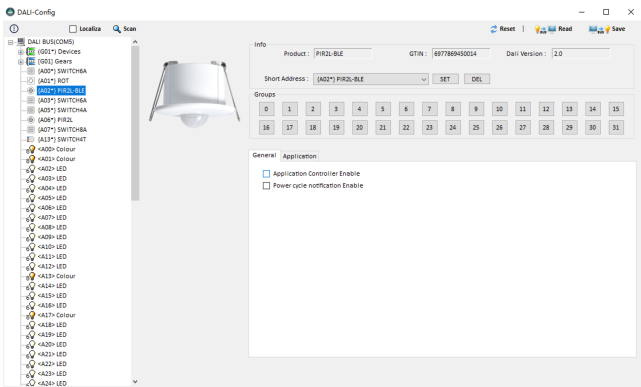 DALI-Config
Localiza Scan Reset Read Save
DALI BUS(COM5)
(G01*) Devices
[G01] Gears
(A00*) SWITCH6A
(A01*) ROT
(A02*) PIR2L-BLE
(A03*) SWITCH6A
(A05*) SWITCH4A
(A06*) PIR2L
(A07*) SWITCH8A
(A13*) SWITCH4T
<A00> Colour
<A01> Colour
<A02> LED
<A03> LED
<A04> LED
<A05> LED
<A06> LED
<A07> LED
<A08> LED
<A09> LED
<A10> LED
<A11> LED
<A12> LED
<A13> Colour
<A14> LED
<A15> LED
<A16> LED
<A17> Colour
<A18> LED
<A19> LED
<A20> LED
<A21> LED
<A22> LED
<A23> LED
<A24> LED
Info
Product : PIR2L-BLE GTIN : 6977869450014 Dali Version : 2.0
Short Address : (A02*) PIR2L-BLE SET DEL
Groups
0 1 2 3 4 5 6 7 8 9 10 11 12 13 14 15
16 17 18 19 20 21 22 23 24 25 26 27 28 29 30 31
General Application
Application Controller Enable
Power cycle notification Enable